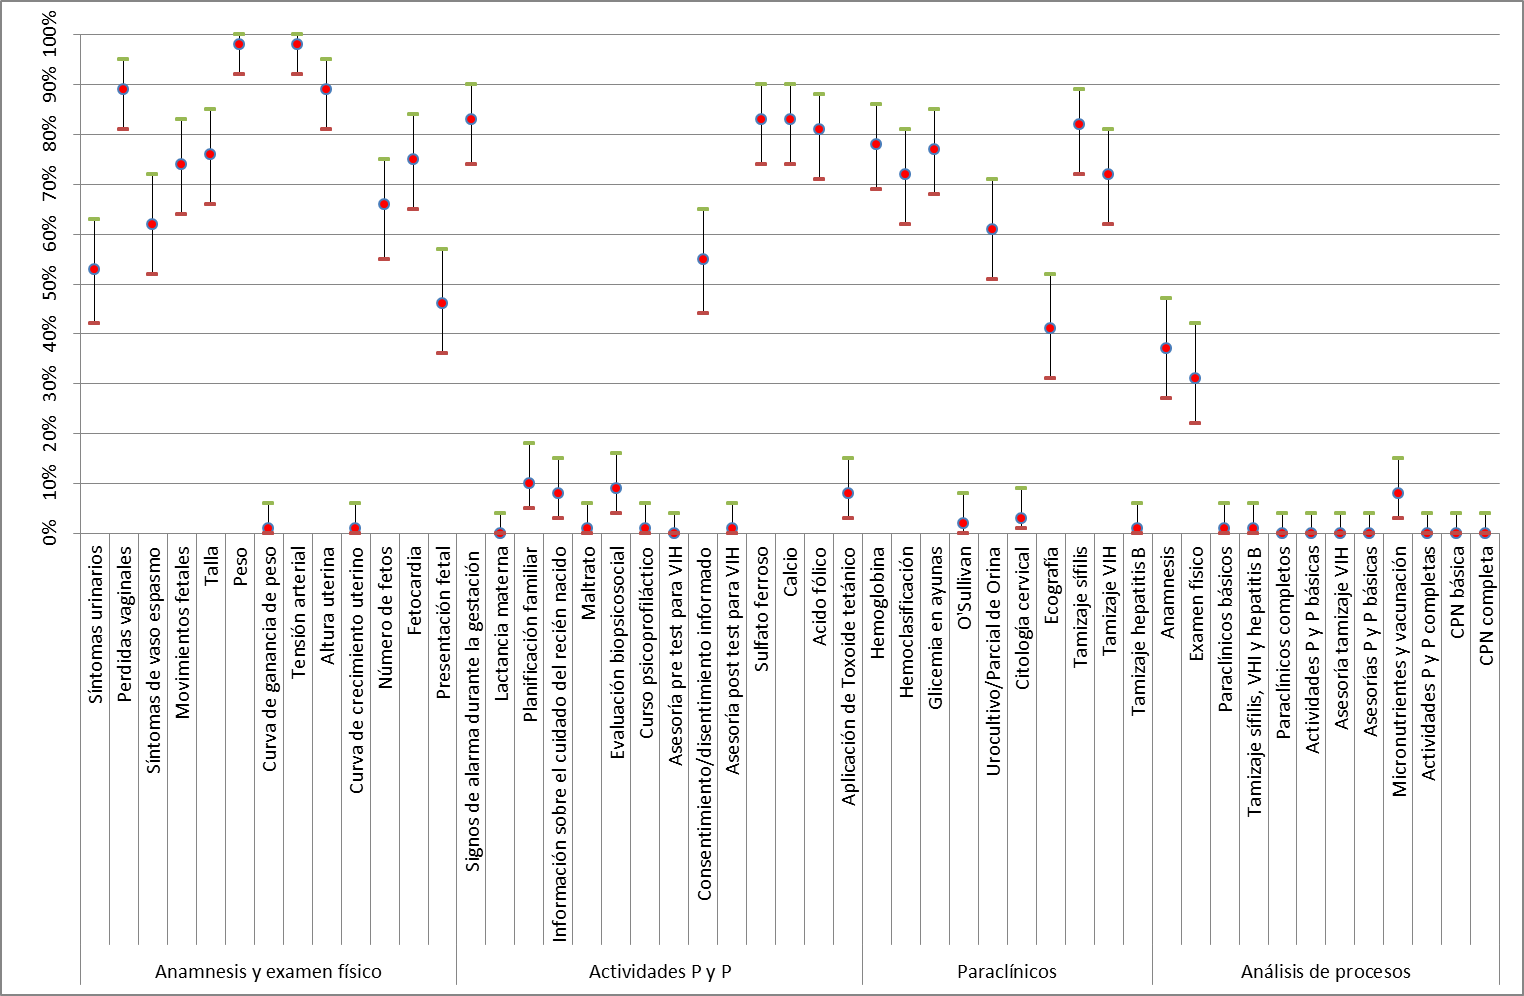 100%
90%
80%
70%
60%
50%
40%
30%
20%
10%
0%
Síntomas urinarios
Perdidas vaginales
Síntomas de vaso espasmo
Movimientos fetales
Talla
Peso
Curva de ganancia de peso
Tensión arterial
Altura uterina
Curva de crecimiento uterino
Número de fetos
Fetocardia
Presentación fetal
Signos de alarma durante la gestación
Lactancia materna
Planificación familiar
Información sobre el cuidado del recién nacido
Maltrato
Evaluación biopsicosocial
Curso psicoprofiláctico
Asesoría pre test para VIH
Consentimiento/disentimiento informado
Asesoría post test para VIH
Sulfato ferroso
Calcio
Acido fólico
Aplicación de Toxoide tetánico
Hemoglobina
Hemoclasificación
Glicemia en ayunas
O'Sullivan
Urocultivo/Parcial de Orina
Citología cervical
Ecografía
Tamizaje sífilis
Tamizaje VIH
Tamizaje hepatitis B
Anamnesis
Examen físico
Paraclínicos básicos
Tamizaje sífilis, VHI y hepatitis B
Paraclínicos completos
Actividades P y P básicas
Asesoría tamizaje VIH
Asesorías P y P básicas
Micronutrientes y vacunación
Actividades P y P completas
CPN básica
CPN completa
Anamnesis y examen físico
Actividades P y P
Paraclínicos
Análisis de procesos